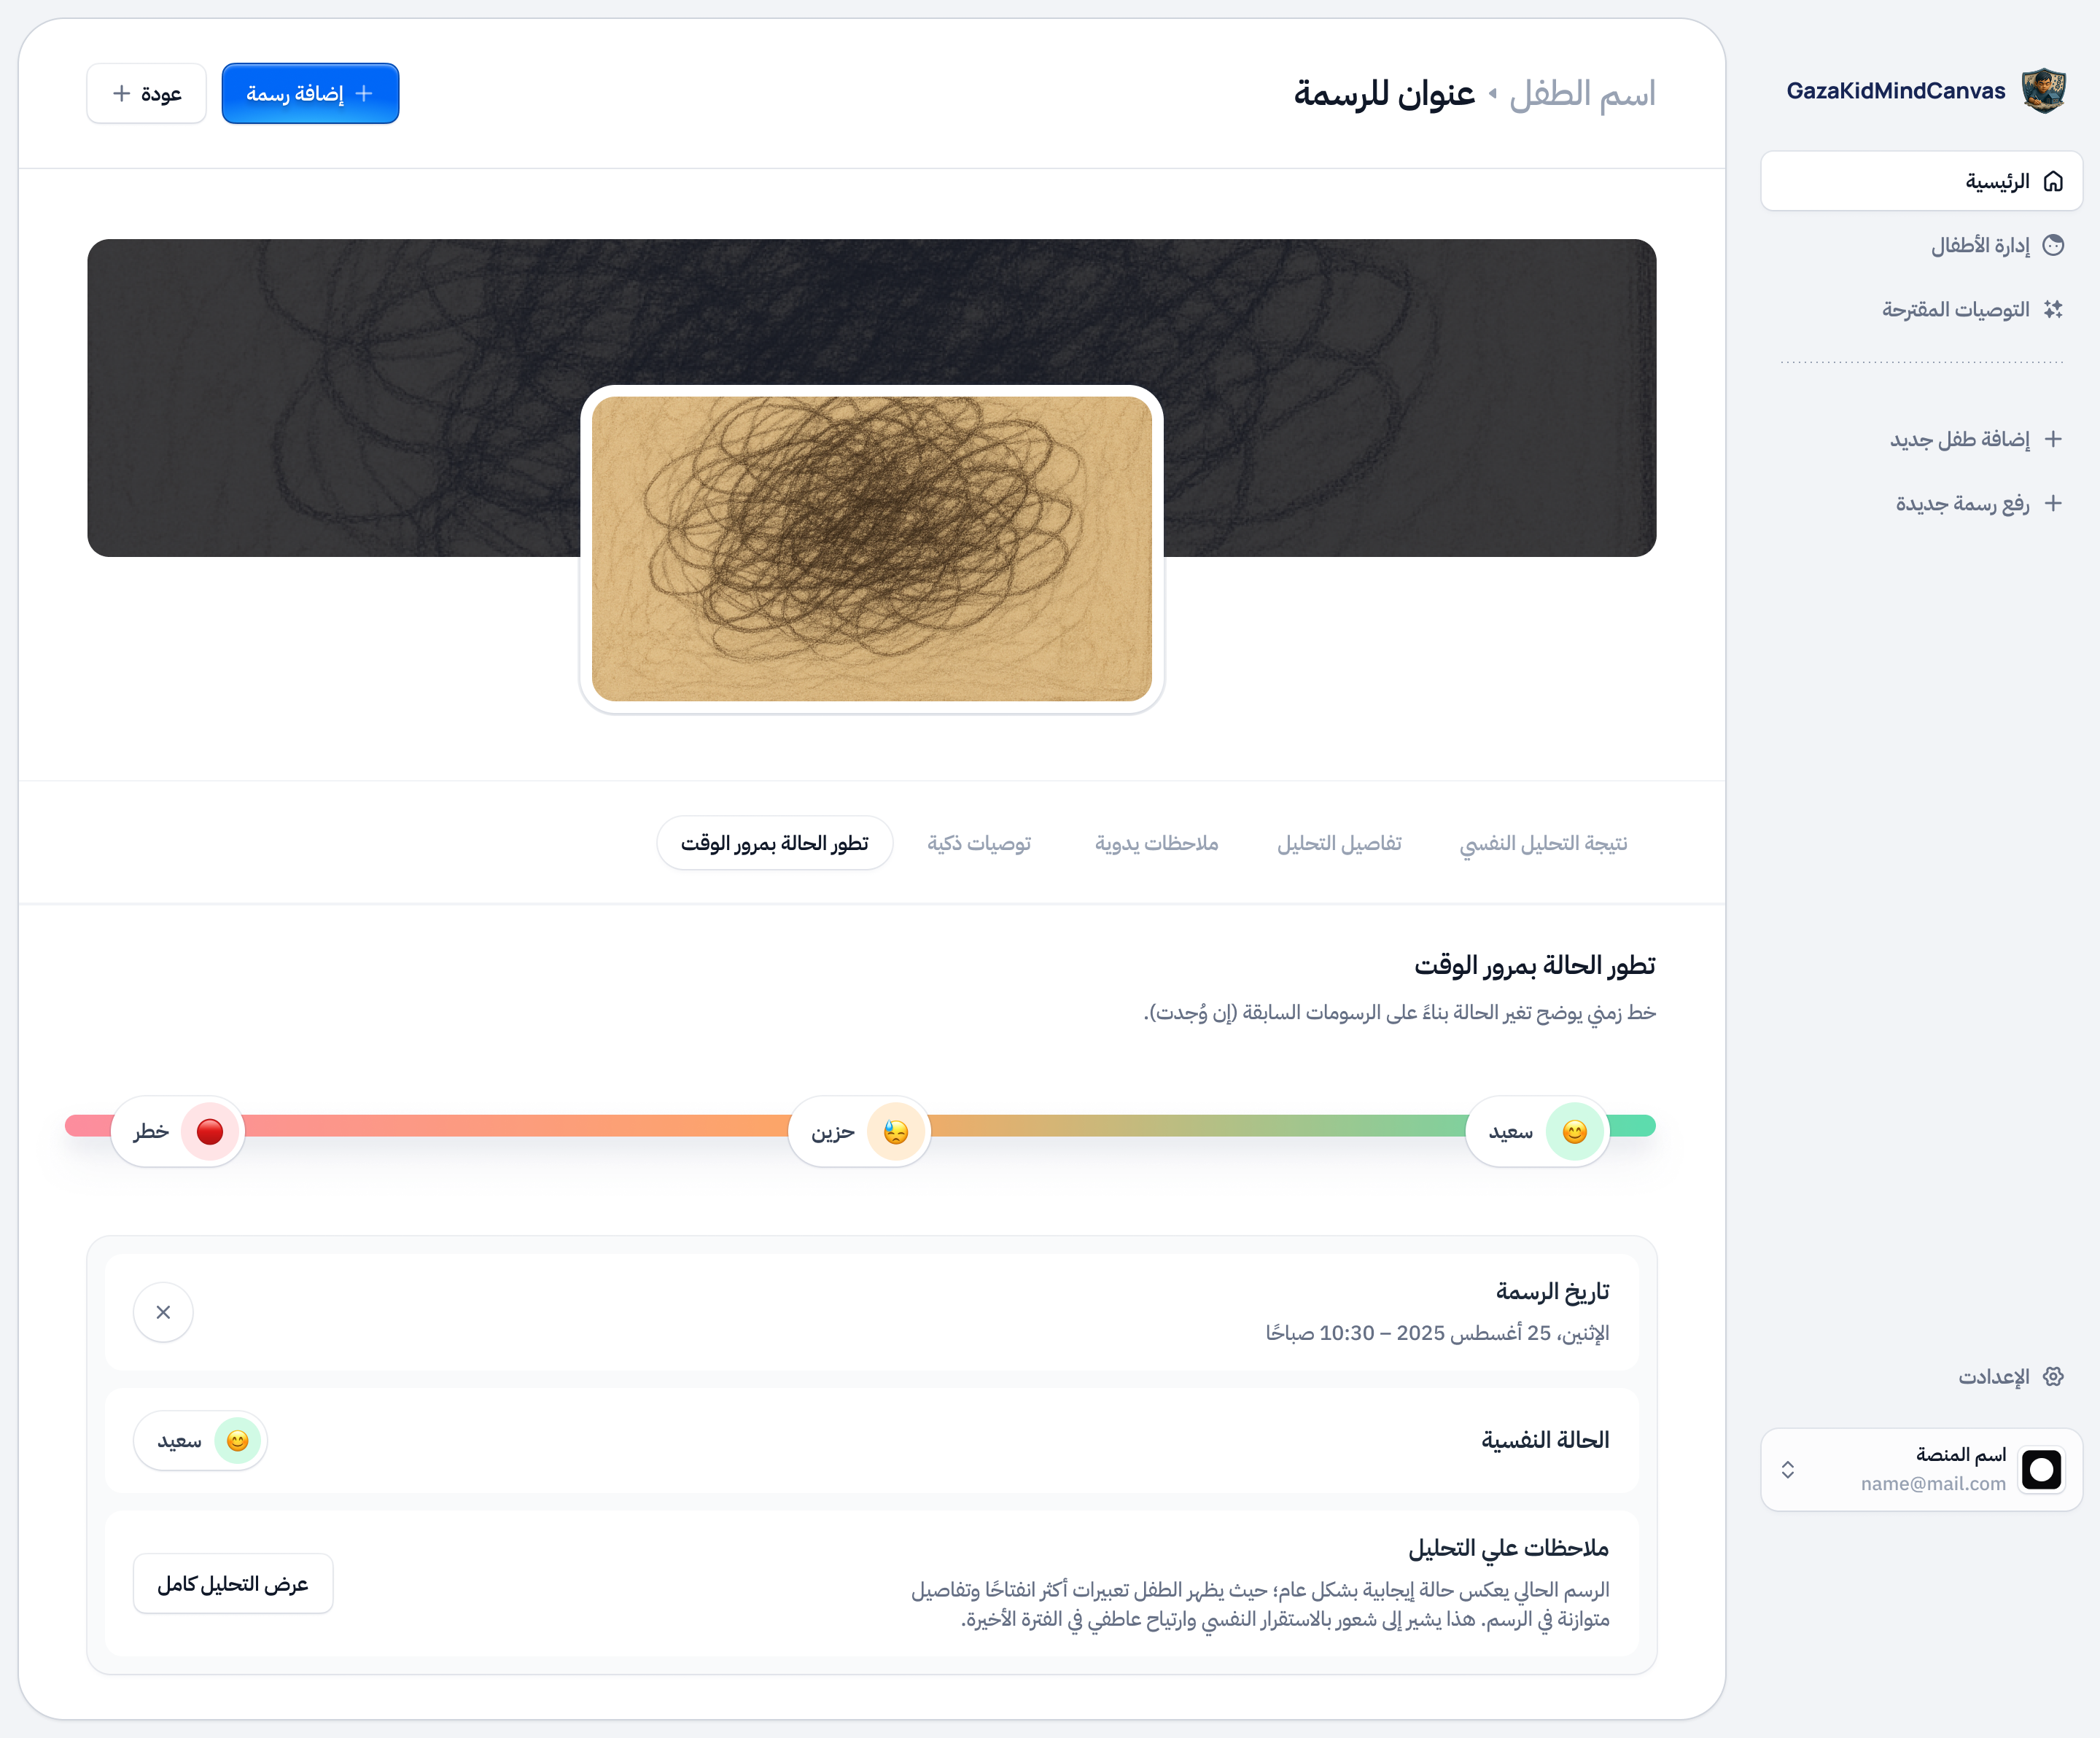 GazaKidMindCanvas
الرئيسية
إدارة الأطفال
التوصيات المقترحة
إضافة طفل جديد
رفع رسمة جديدة
الإعدادت
اسم المنصة
name@mail.com
اسم الطفل
عنوان للرسمة
إضافة رسمة
عودة
نتيجة التحليل النفسي
تفاصيل التحليل
ملاحظات يدوية
توصيات ذكية
تطور الحالة بمرور الوقت
تطور الحالة بمرور الوقت
خط زمني يوضح تغير الحالة بناءً على الرسومات السابقة (إن وُجدت).
سعيد
حزين
خطر
تاريخ الرسمة
الإثنين، 25 أغسطس 2025 – 10:30 صباحًا
الحالة النفسية
سعيد
ملاحظات علي التحليل
الرسم الحالي يعكس حالة إيجابية بشكل عام؛ حيث يظهر الطفل تعبيرات أكثر انفتاحًا وتفاصيل
متوازنة في الرسم. هذا يشير إلى شعور بالاستقرار النفسي وارتياح عاطفي في الفترة الأخيرة.
عرض التحليل كامل